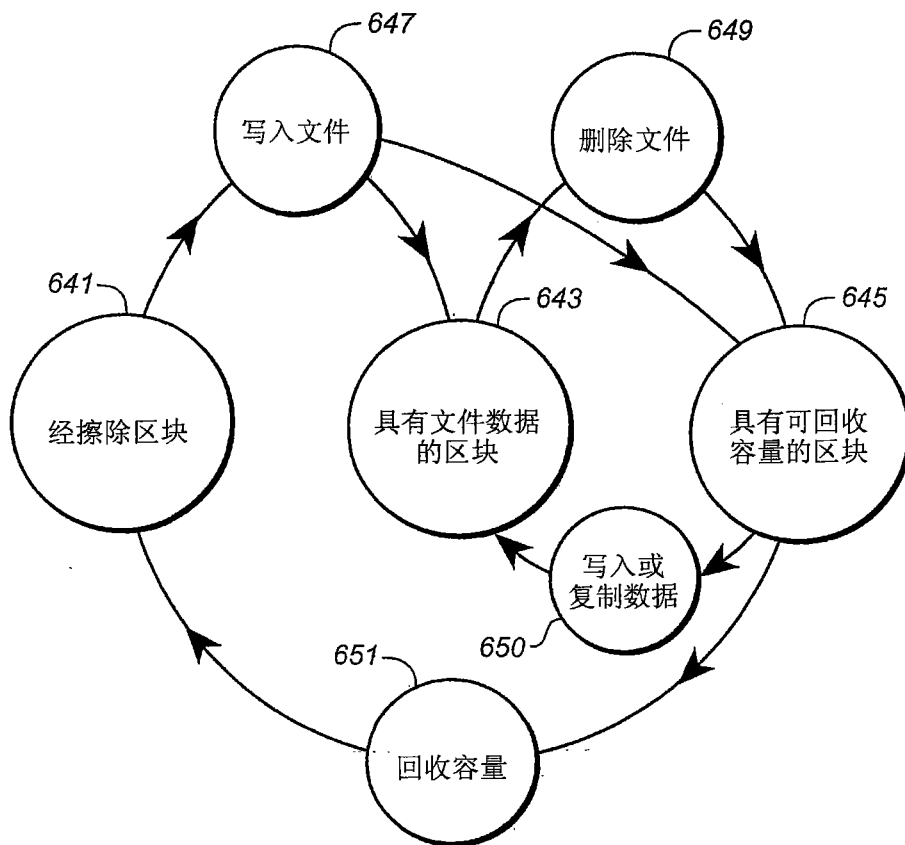 647
649
写入文件
删除文件
641
643
645
经擦除区块
具有文件数据
的区块
具有可回收
容量的区块
写入或
复制数据
650
651
回收容量